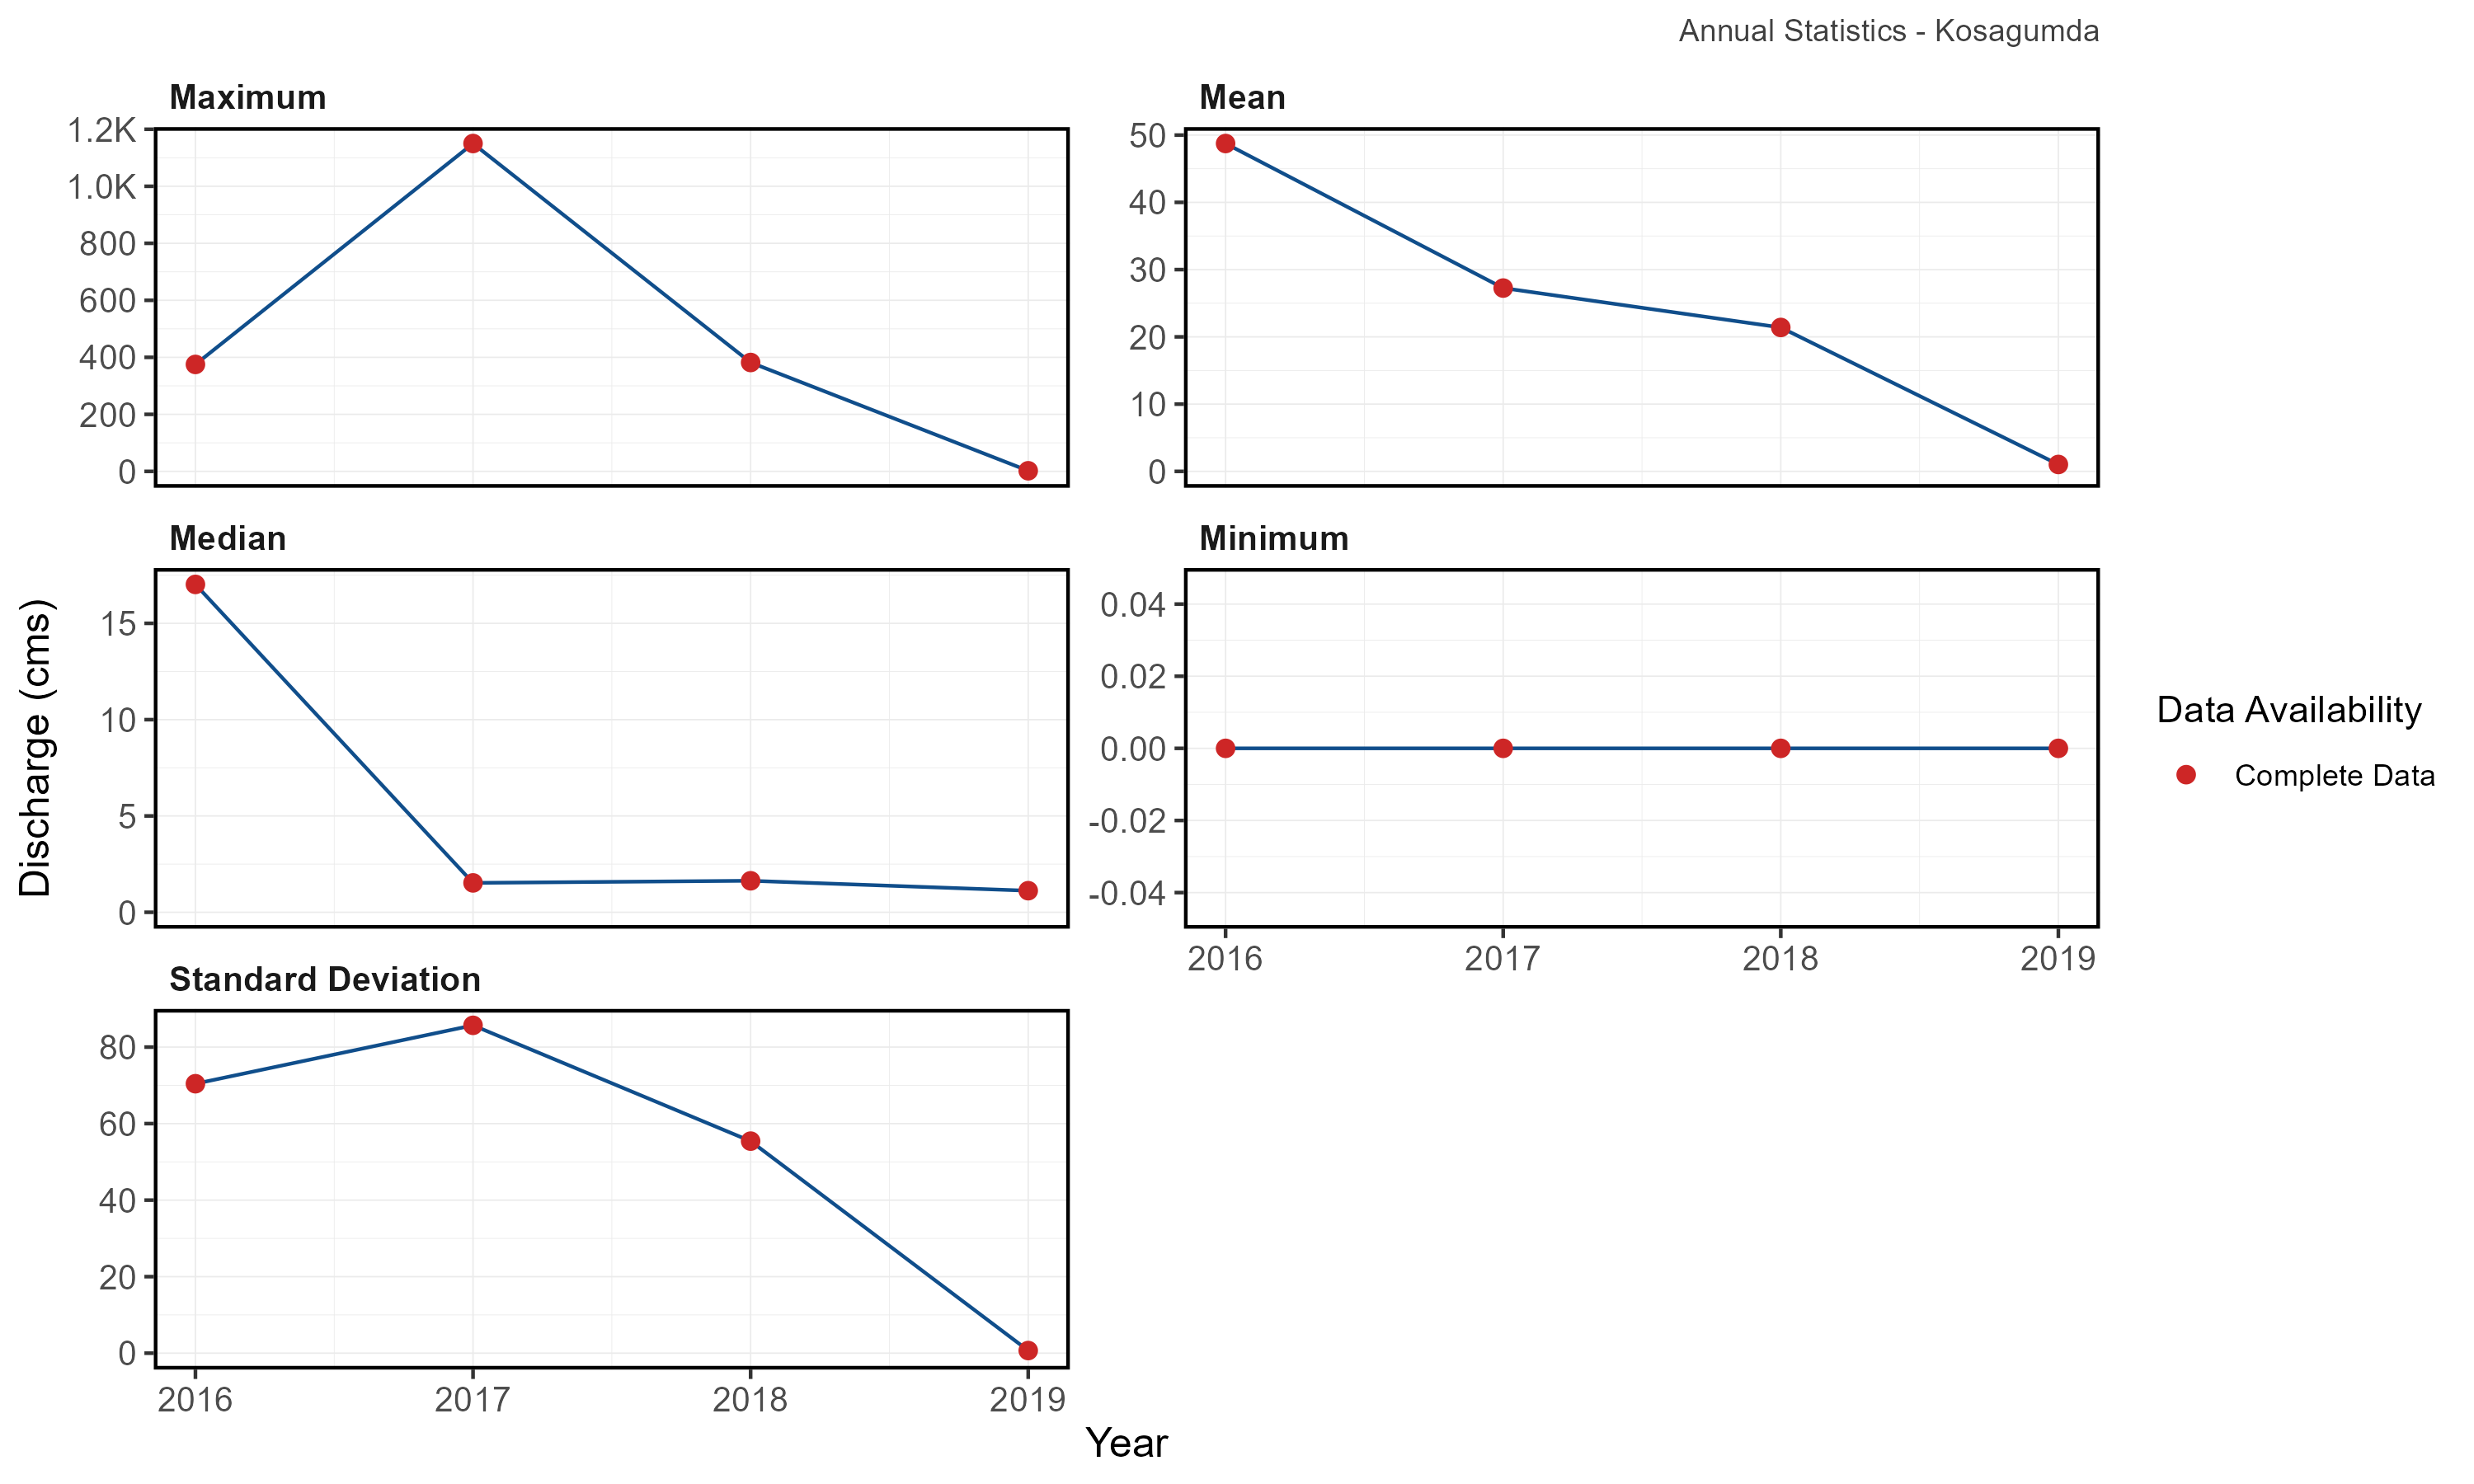 Annual Statistics - Kosagumda
Maximum
1.2K
1.0K
800
600
400
200
0
Mean
50
40
30
20
10
0
Median
15
10
5
0
Minimum
0.04
0.02
0.00
-0.02
-0.04
2016 2017 2018 2019
Standard Deviation
80
60
40
20
0
2016 2017 2018 2019
Discharge (cms)
Year
Data Availability
Complete Data